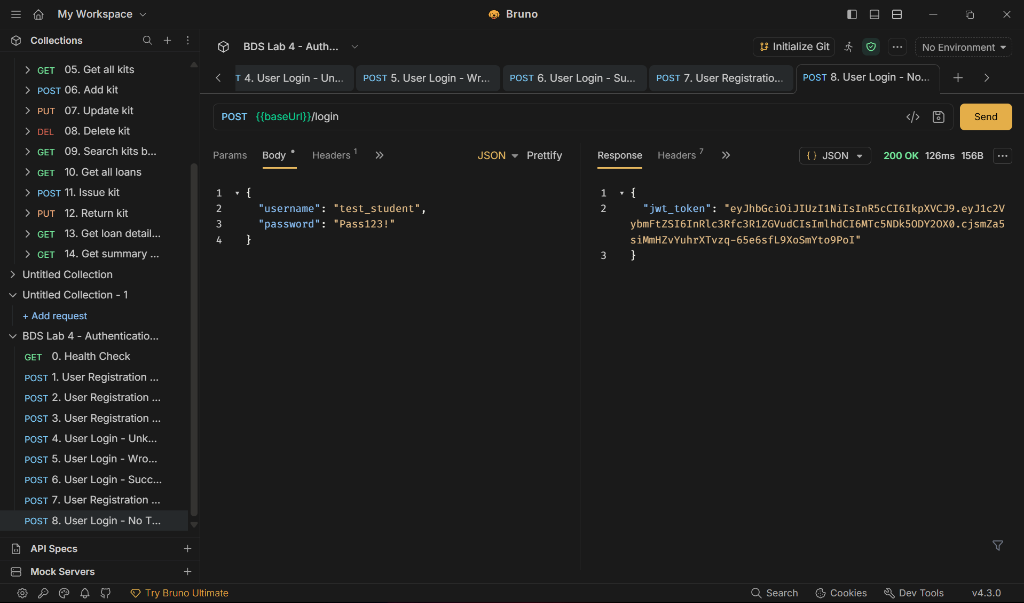 My Workspace
Bruno
Collections
BDS Lab 4 - Auth...
Initialize Git
No Environment
GET 05. Get all kits
POST 06. Add kit
PUT 07. Update kit
DEL 08. Delete kit
GET 09. Search kits b...
GET 10. Get all loans
POST 11. Issue kit
PUT 12. Return kit
GET 13. Get loan detail...
GET 14. Get summary ...
Untitled Collection
Untitled Collection - 1
+ Add request
BDS Lab 4 - Authenticatio...
GET 0. Health Check
POST 1. User Registration ...
POST 2. User Registration ...
POST 3. User Registration ...
POST 4. User Login - Unk...
POST 5. User Login - Wro...
POST 6. User Login - Succ...
POST 7. User Registration ...
POST 8. User Login - No T...
API Specs
Mock Servers
T 4. User Login - Un...
POST 5. User Login - Wr...
POST 6. User Login - Su...
POST 7. User Registratio...
POST 8. User Login - No...
POST {{baseUrl}}/login
Send
Params Body Headers 1
JSON Prettify
1 {
2 "username": "test_student",
3 "password": "Pass123!"
4 }
Response Headers 7
{ } JSON
200 OK 126ms 156B
1 {
2 "jwt_token": "eyJhbGciOiJIUzI1NiIsInR5cCI6IkpXVCJ9.eyJ1c2V
ybmFtZSI6InRlc3Rfc3R1ZGVudCIsImlhdCI6MTc5NDk5ODY2OX0.cjsmZa5
siMmHZvYuhrXTvzq-65e6sfL9XoSmYto9PoI"
3 }
Try Bruno Ultimate
Search
Cookies
Dev Tools
v4.3.0